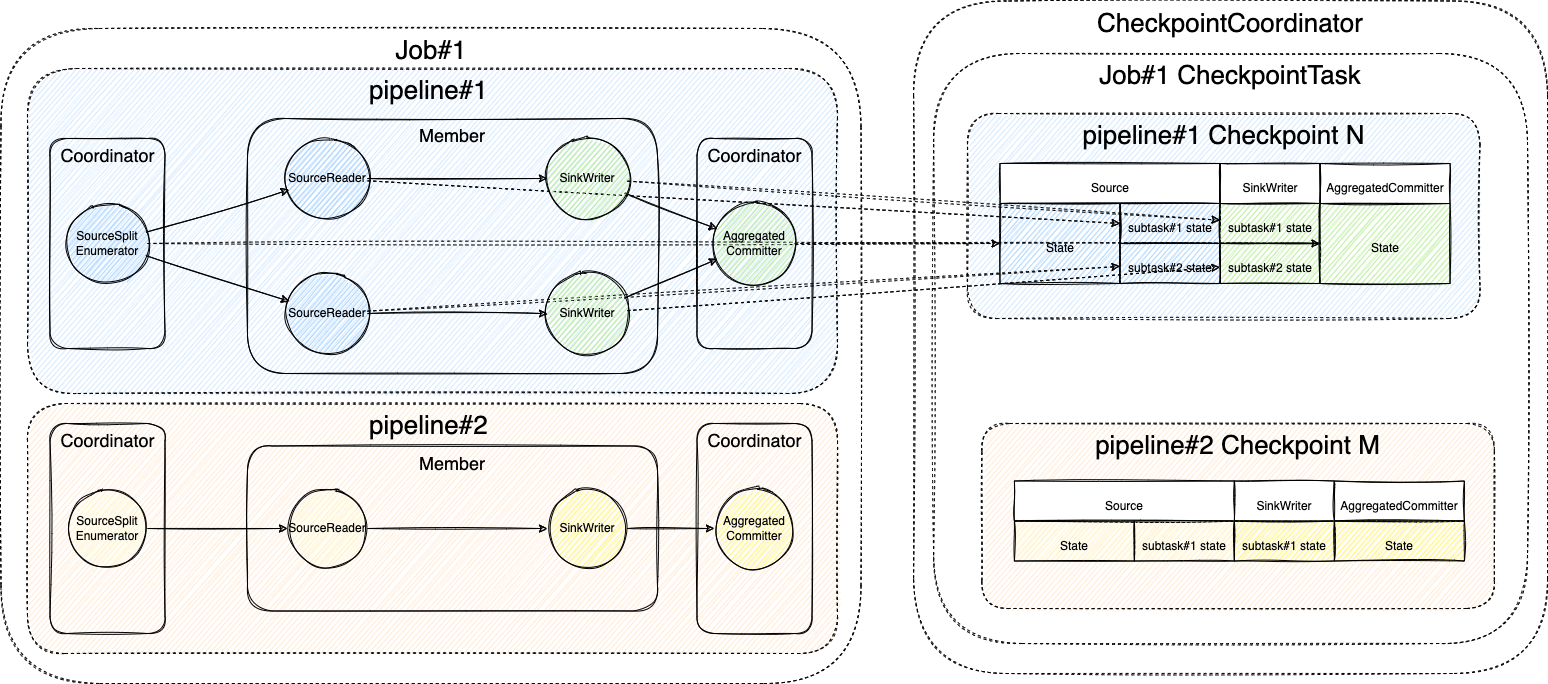 Job#1
pipeline#1
Coordinator
Member
Coordinator
SourceReader
SinkWriter
SourceSplit
Enumerator
Aggregated
Committer
SourceReader
SinkWriter
pipeline#2
Coordinator
Member
Coordinator
SourceSplit
Enumerator
SourceReader
SinkWriter
Aggregated
Committer
CheckpointCoordinator
Job#1 CheckpointTask
pipeline#1 Checkpoint N
Source
SinkWriter
AggregatedCommitter
State
subtask#1 state
subtask#1 state
State
subtask#2 state
subtask#2 state
pipeline#2 Checkpoint M
Source
SinkWriter
AggregatedCommitter
State
subtask#1 state
subtask#1 state
State